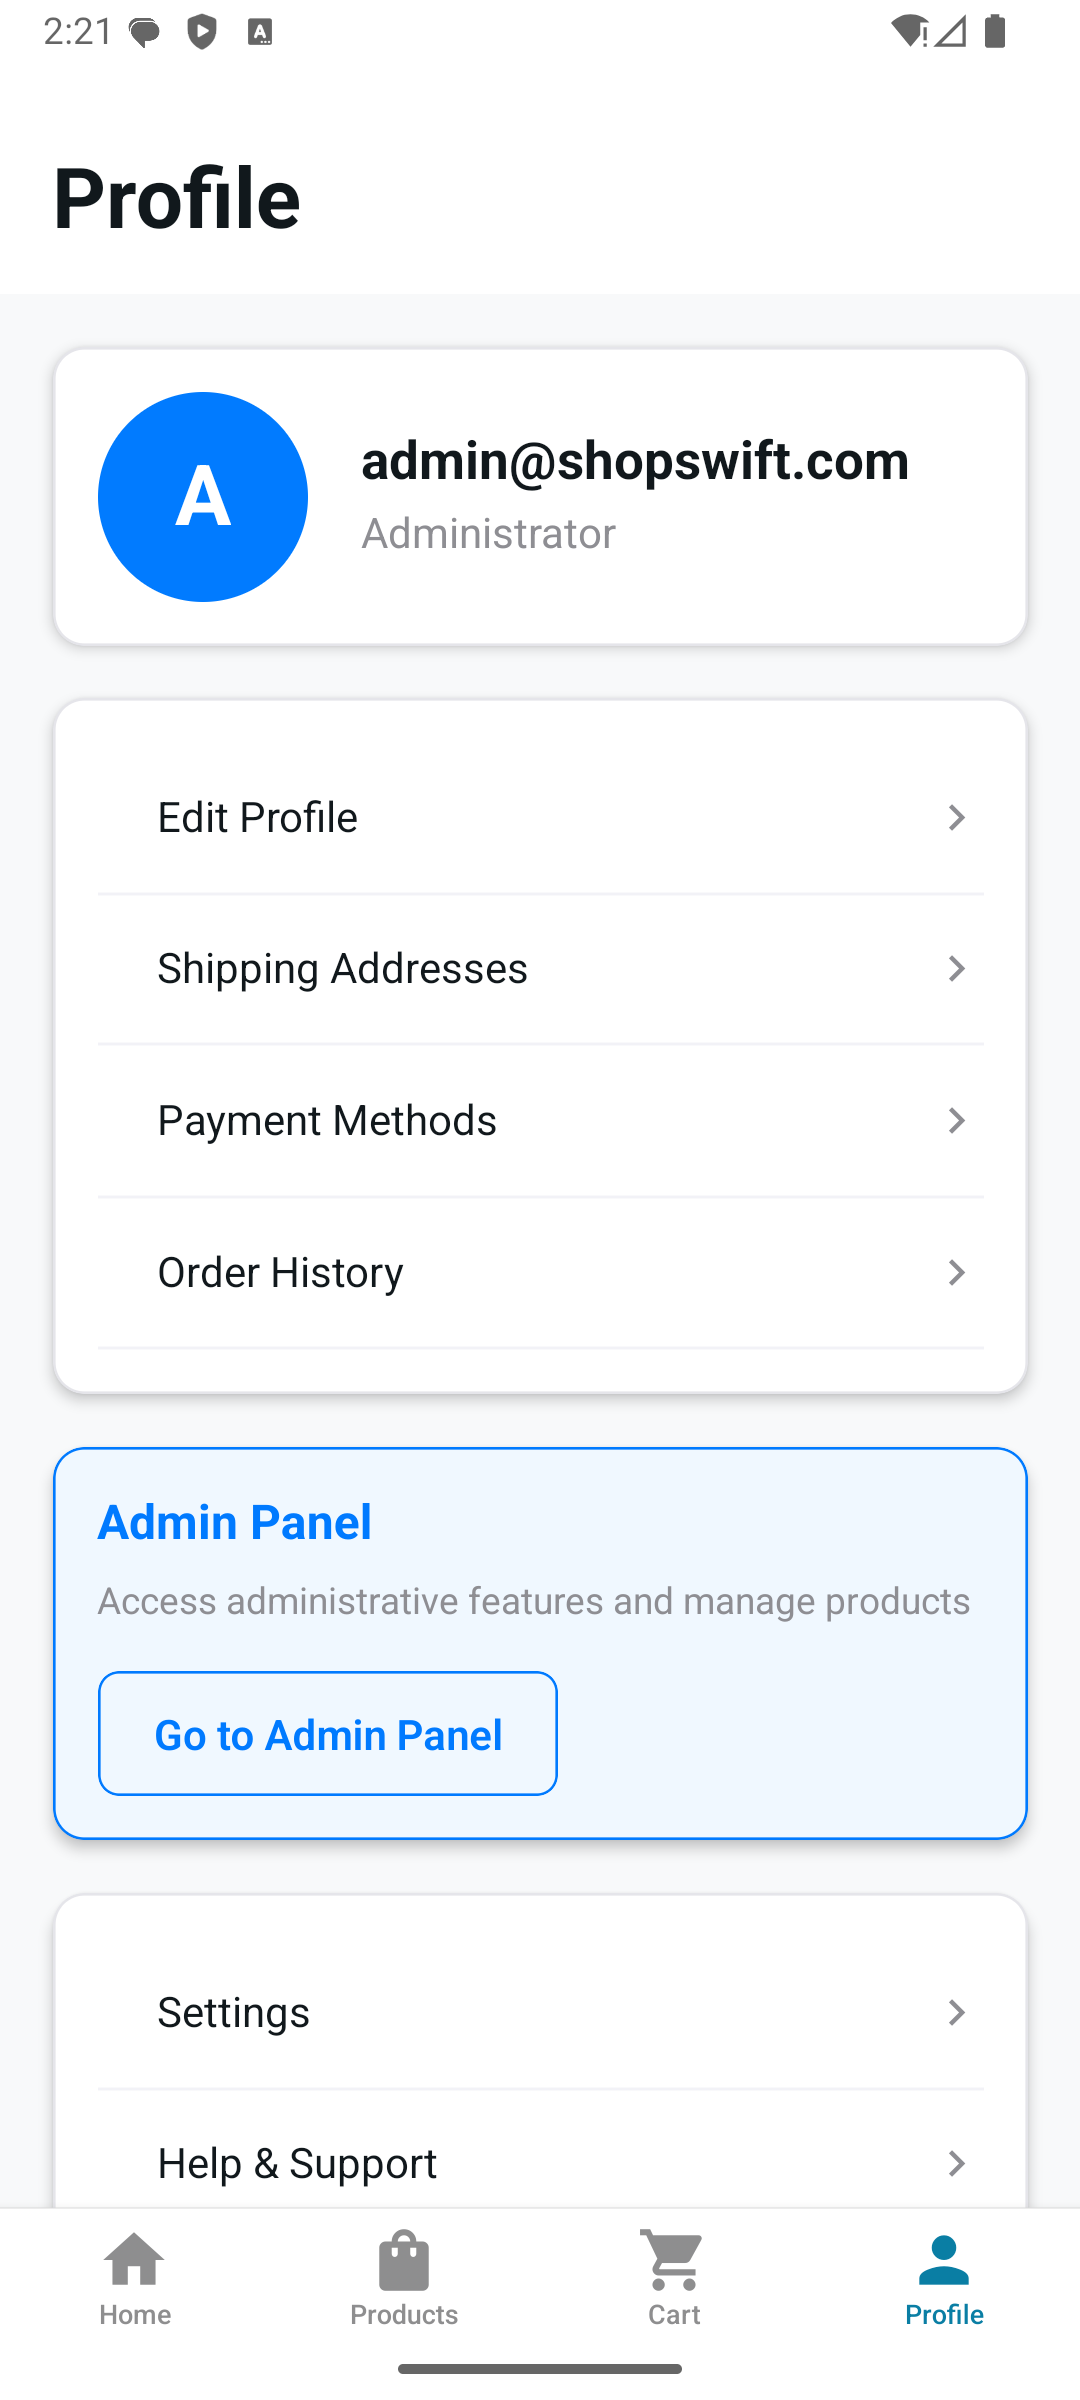 2:21
Profile
A
admin@shopswift.com
Administrator
Edit Profile
Shipping Addresses
Payment Methods
Order History
Admin Panel
Access administrative features and manage products
Go to Admin Panel
Settings
Help & Support
Home
Products
Cart
Profile